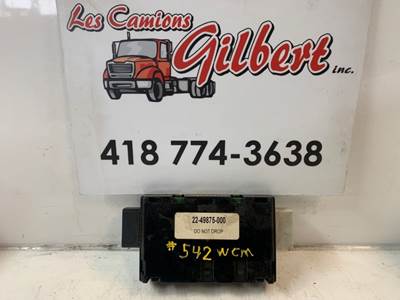 Les Camions
Gilbert
inc.
418 774-3638
22-49875-000
DO NOT DROP
#542 WCM